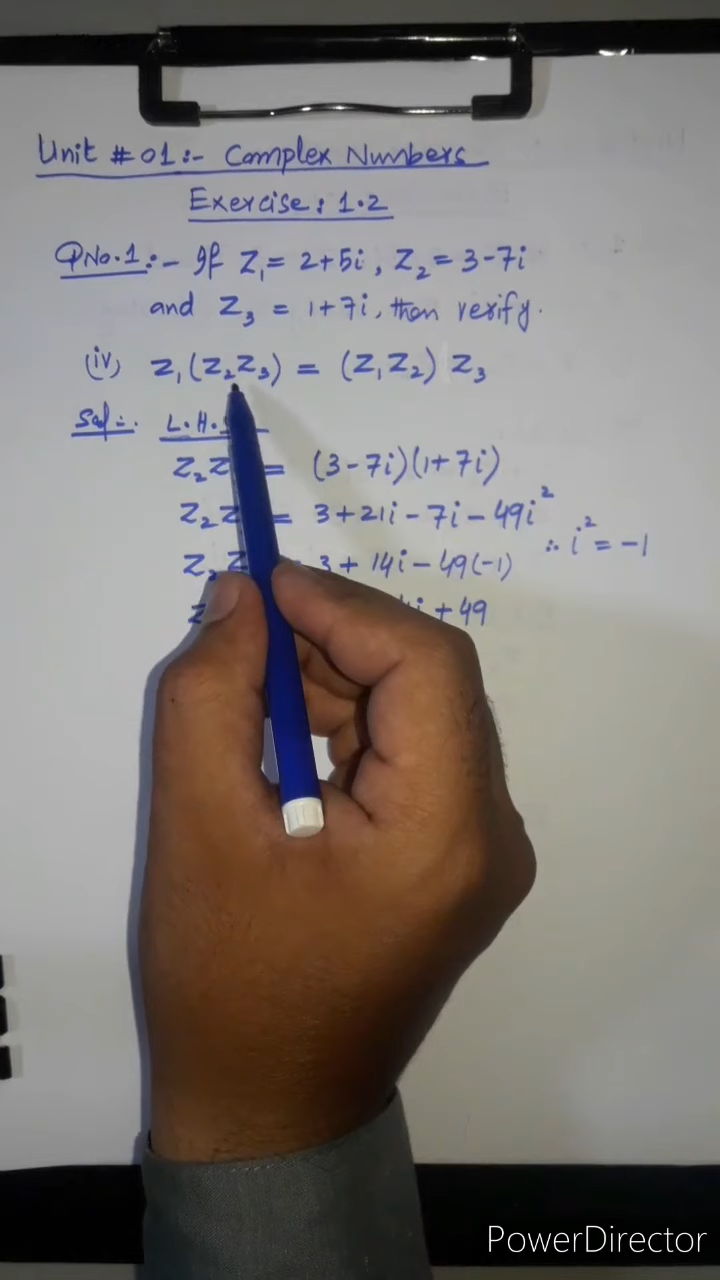 Unit # 01:- Complex Numbers
Exercise: 1.2
QNo.1:- If Z₁ = 2+5i, Z₂ = 3-7i
and Z₃ = 1+7i, then verify.
(iv) Z₁(Z₂Z₃) = (Z₁Z₂) Z₃
Sol:- L.H.
Z₂Z = (3-7i)(1+7i)
Z₂Z = 3+21i-7i-49i²
∴ i² = -1
Z₂Z = 3+14i-49(-1)
Z i+49
PowerDirector